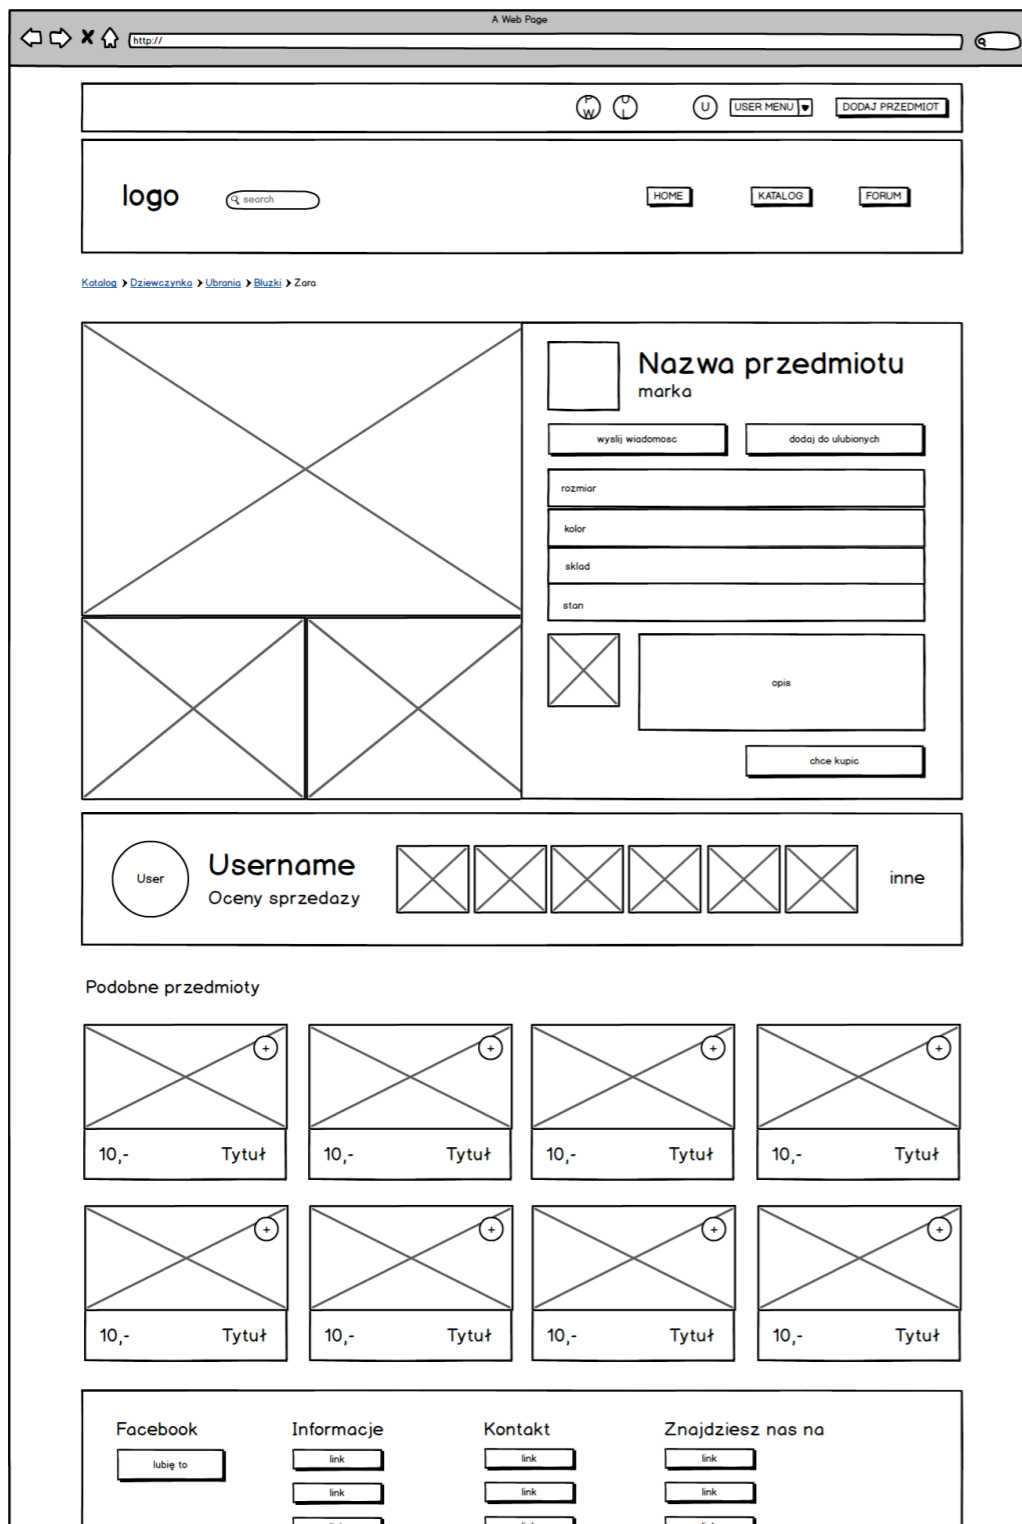 A Web Page
http://
P
W
U
L
U
USER MENU
DODAJ PRZEDMIOT
logo
search
HOME
KATALOG
FORUM
Katalog > Dziewczynka > Ubrania > Bluzki > Zara
Nazwa przedmiotu
marka
wyslij wiadomosc
dodaj do ulubionych
rozmiar
kolor
sklad
stan
opis
chce kupic
User
Username
Oceny sprzedazy
inne
Podobne przedmioty
+ + + +
10,- Tytuł 10,- Tytuł 10,- Tytuł 10,- Tytuł
+ + + +
10,- Tytuł 10,- Tytuł 10,- Tytuł 10,- Tytuł
Facebook Informacje Kontakt Znajdziesz nas na
lubię to link link link
link link link